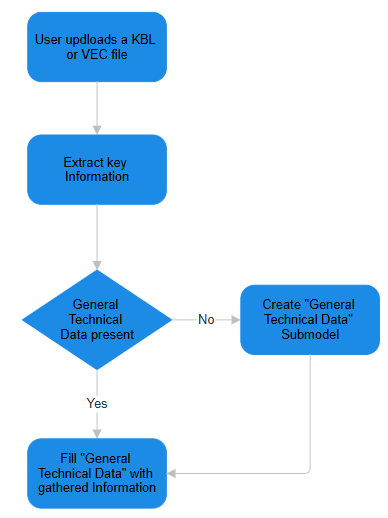 User updloads a KBL
or VEC file
Extract key
Information
General
Technical
Data present
No
Create "General
Technical Data"
Submodel
Yes
Fill "General
Technical Data" with
gathered Information